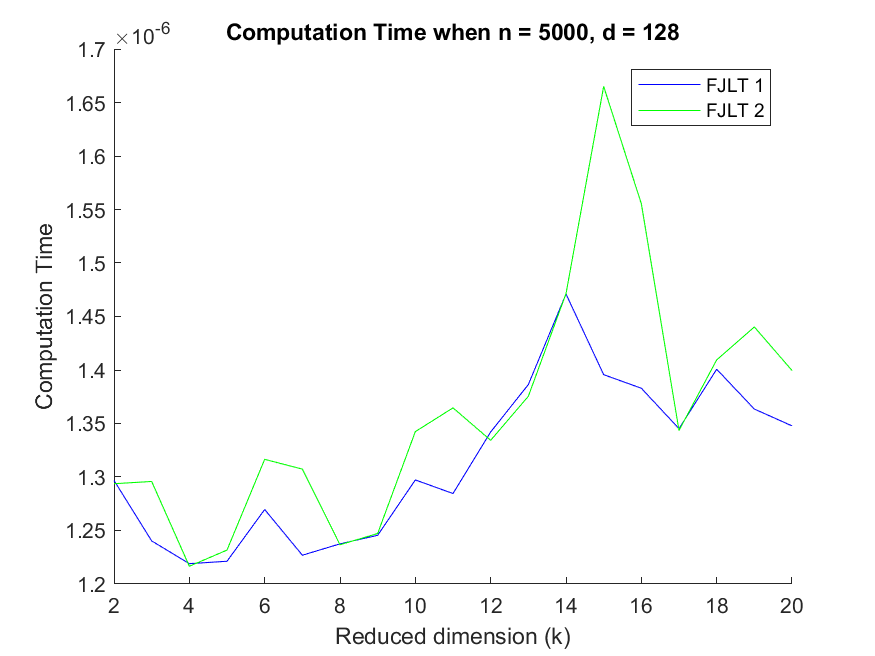 ×10-6
Computation Time when n = 5000, d = 128
1.7
1.65
1.6
1.55
1.5
1.45
1.4
1.35
1.3
1.25
1.2
Computation Time
FJLT 1
FJLT 2
2 4 6 8 10 12 14 16 18 20
Reduced dimension (k)